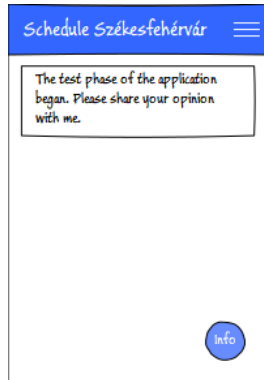 Schedule Székesfehérvár
The test phase of the application
began. Please share your opinion
with me.
Info